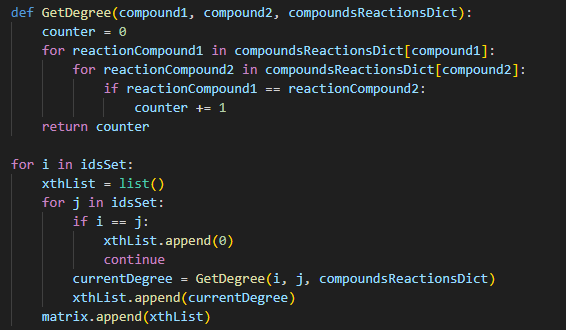 def GetDegree(compound1, compound2, compoundsReactionsDict):
    counter = 0
    for reactionCompound1 in compoundsReactionsDict[compound1]:
        for reactionCompound2 in compoundsReactionsDict[compound2]:
            if reactionCompound1 == reactionCompound2:
                counter += 1
    return counter

for i in idsSet:
    xthList = list()
    for j in idsSet:
        if i == j:
            xthList.append(0)
            continue
        currentDegree = GetDegree(i, j, compoundsReactionsDict)
        xthList.append(currentDegree)
    matrix.append(xthList)